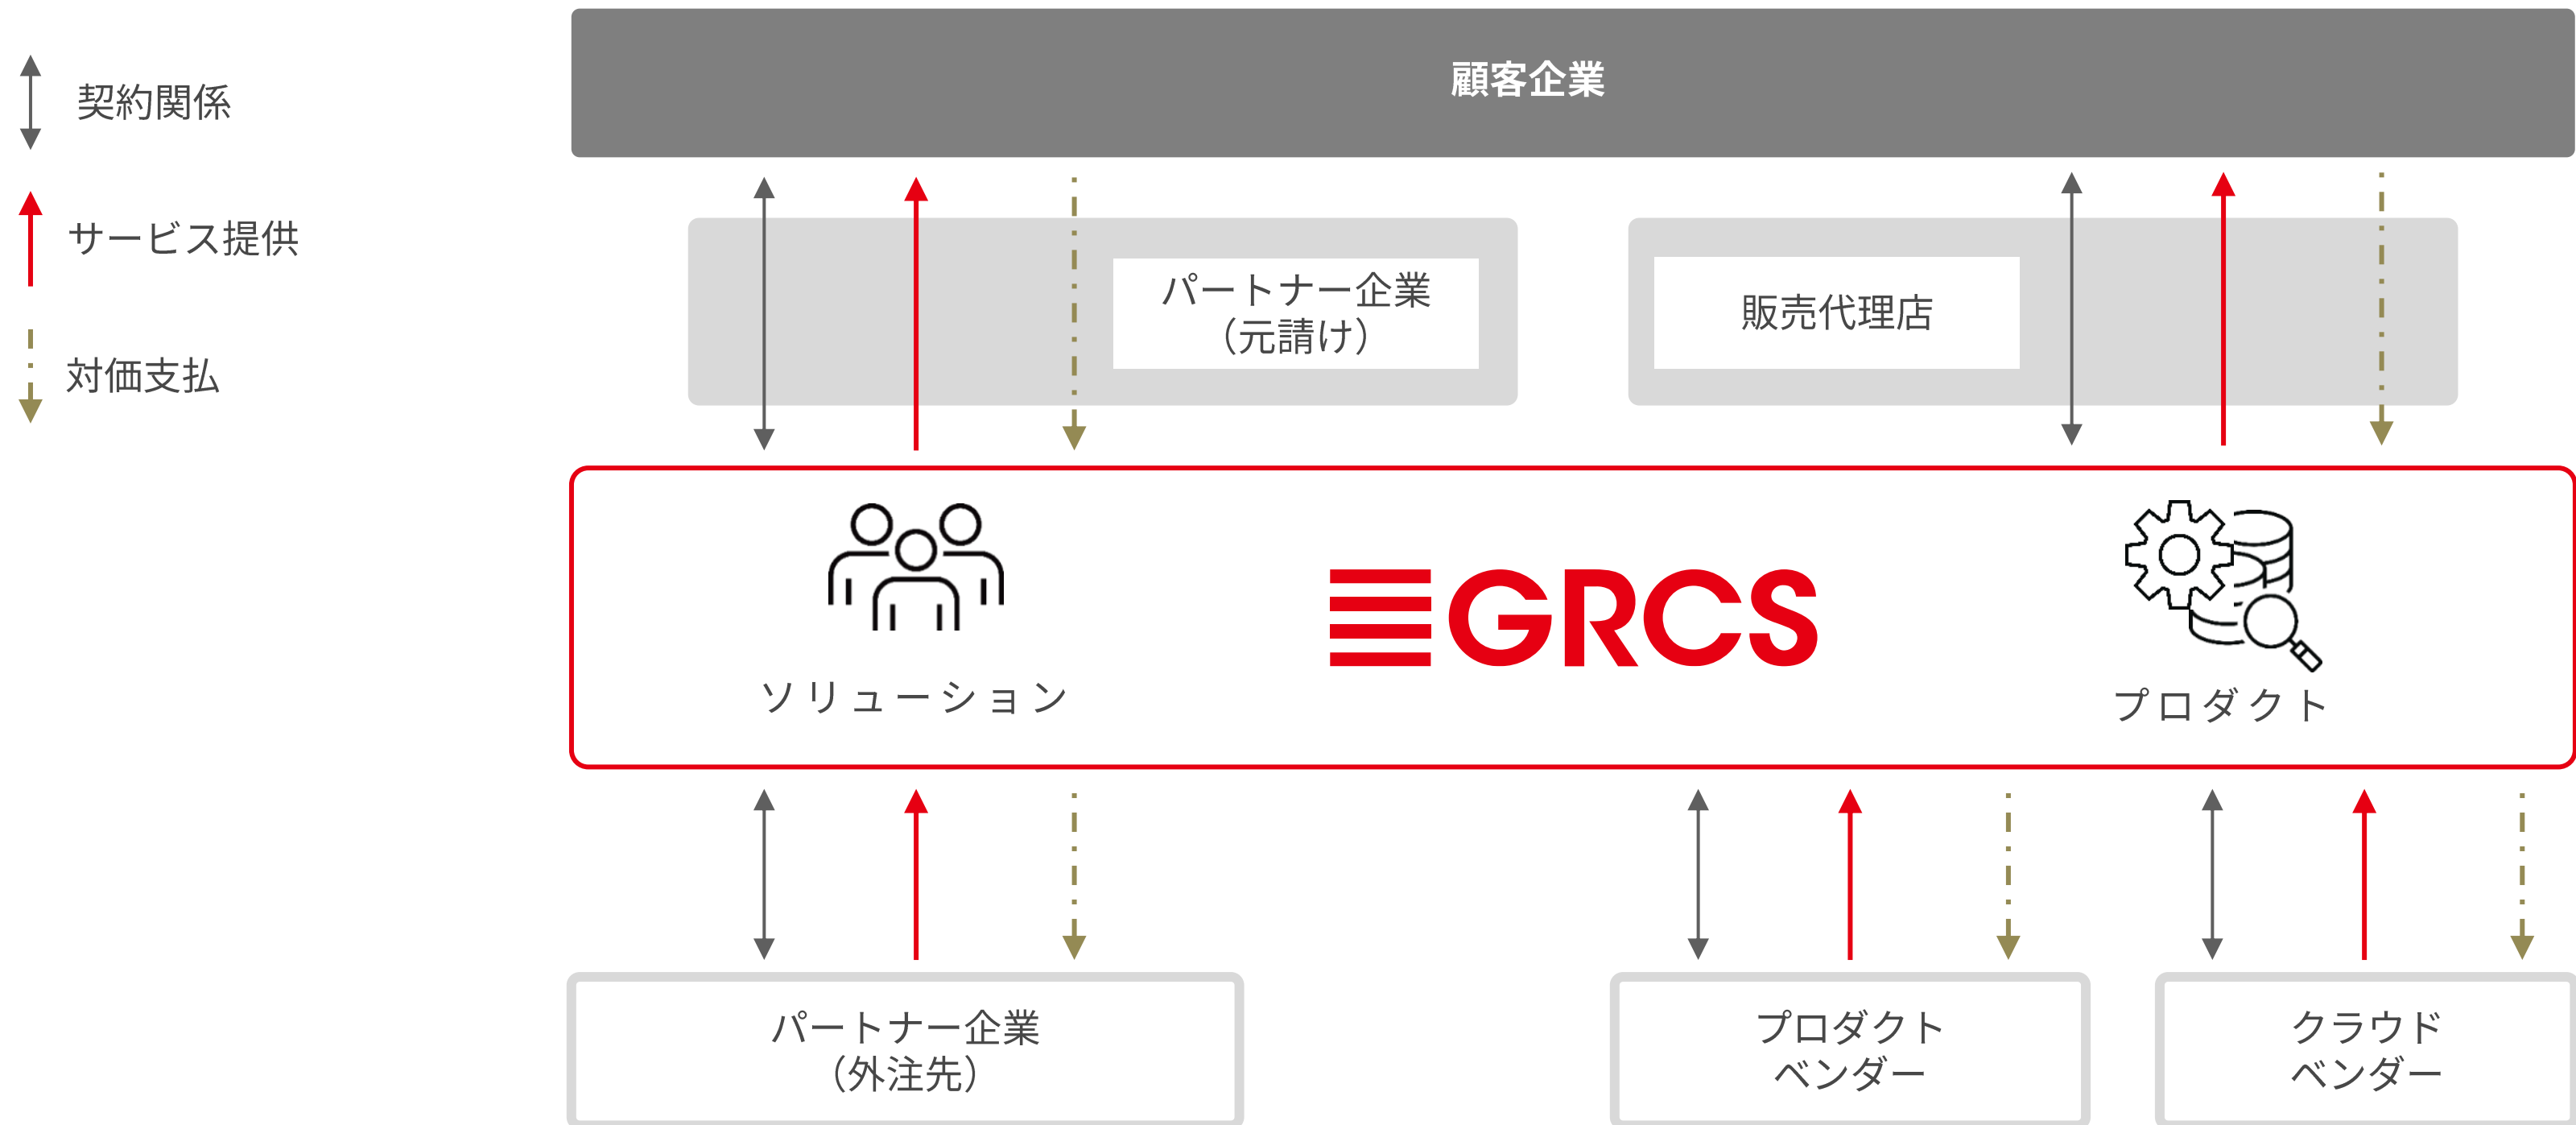 顧客企業
契約関係
サービス提供
対価支払
パートナー企業
（元請け）
販売代理店
GRCS
ソリューション
プロダクト
パートナー企業
（外注先）
プロダクト
ベンダー
クラウド
ベンダー